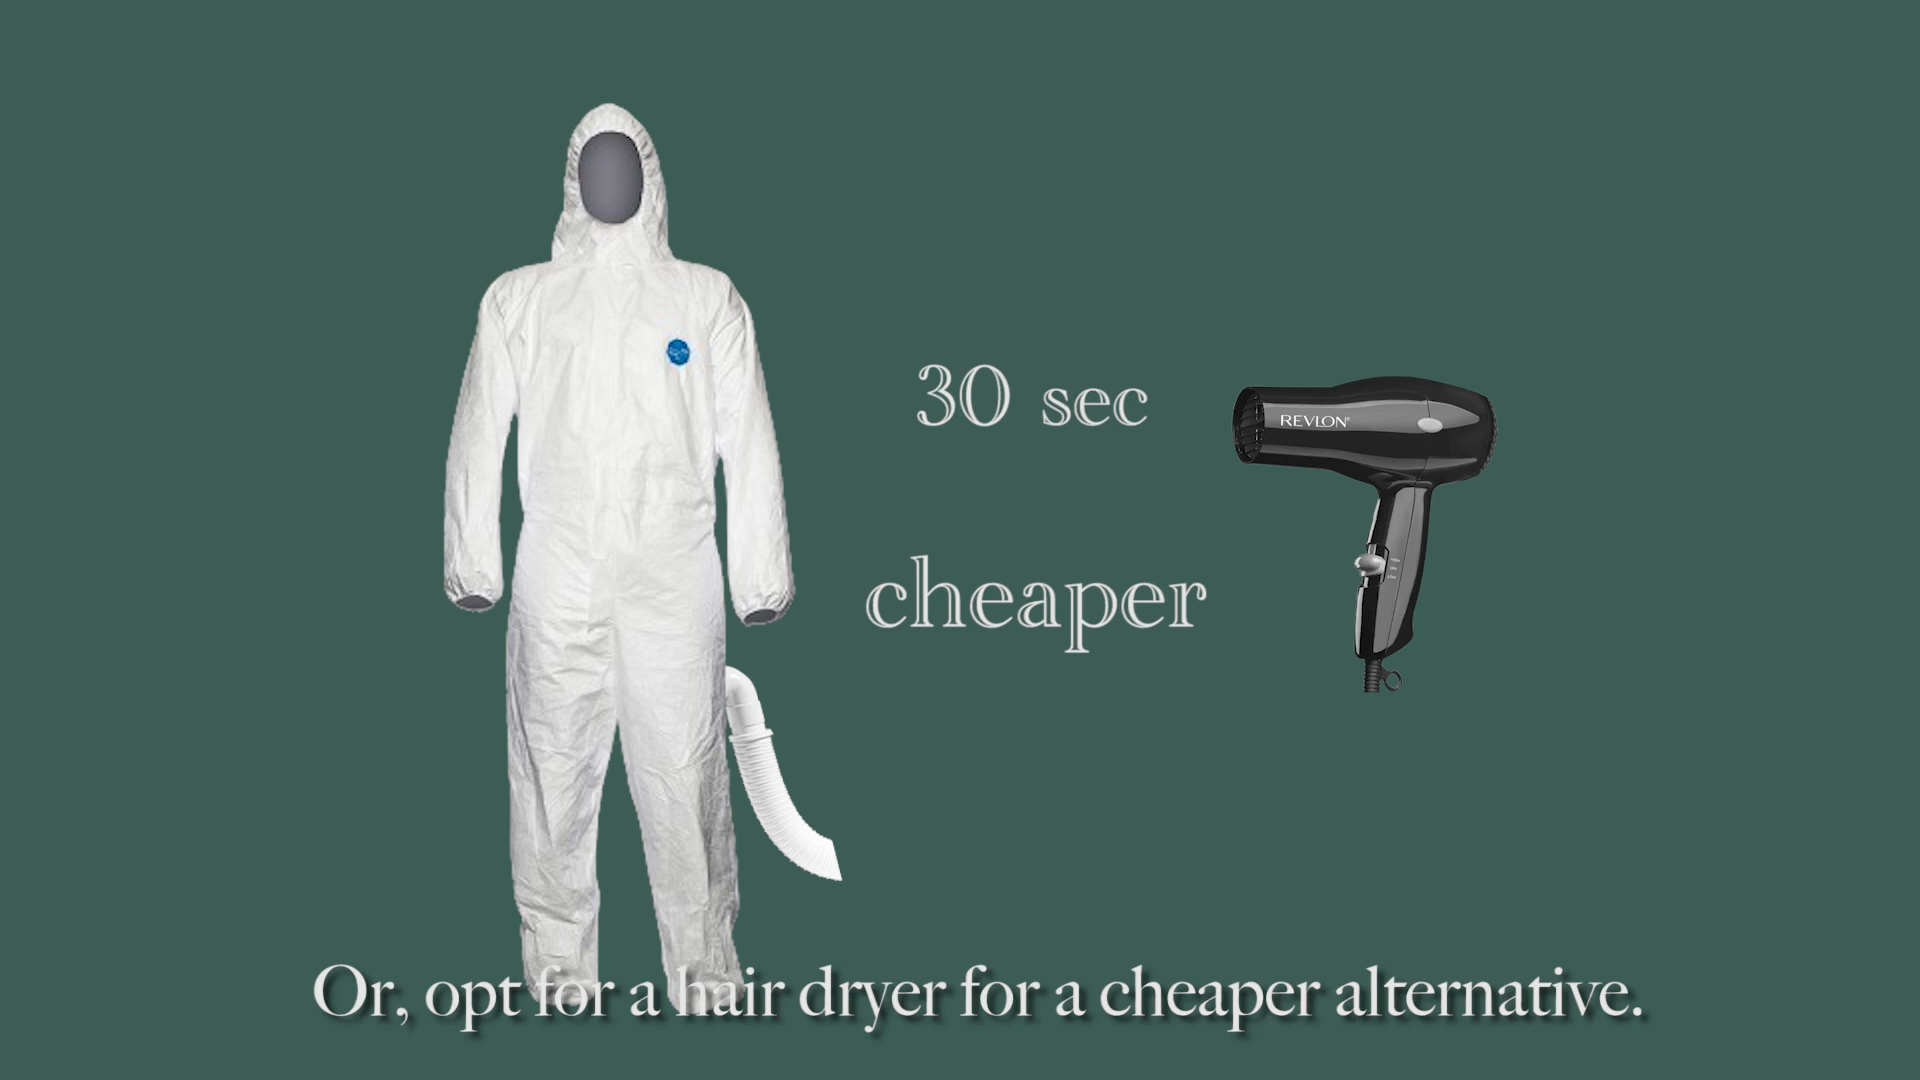 30 sec
REVLON
cheaper
Or, opt for a hair dryer for a cheaper alternative.